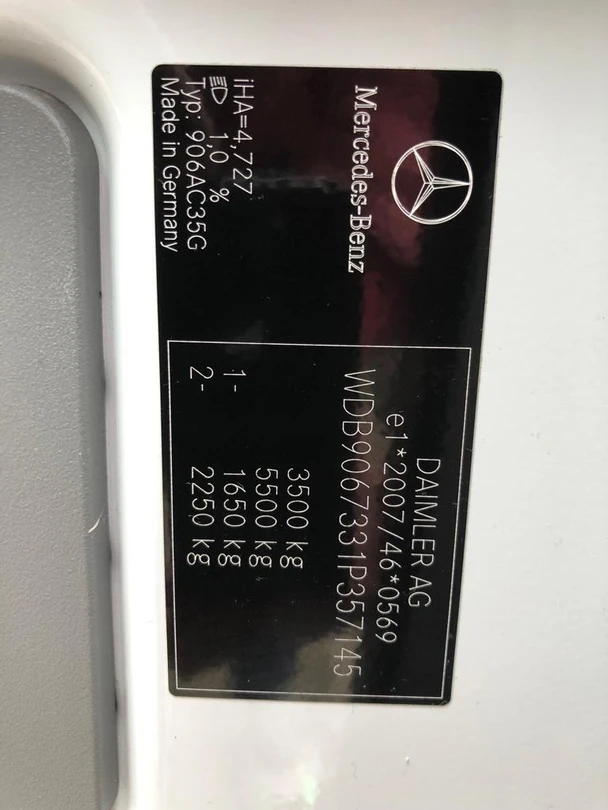 Mercedes-Benz
iHA=4,727
1,0 %
Typ: 906AC35G
Made in Germany
DAIMLER AG
e1*2007/46*0569
WDB9067331P357145
3500 kg
5500 kg
1- 1650 kg
2- 2250 kg